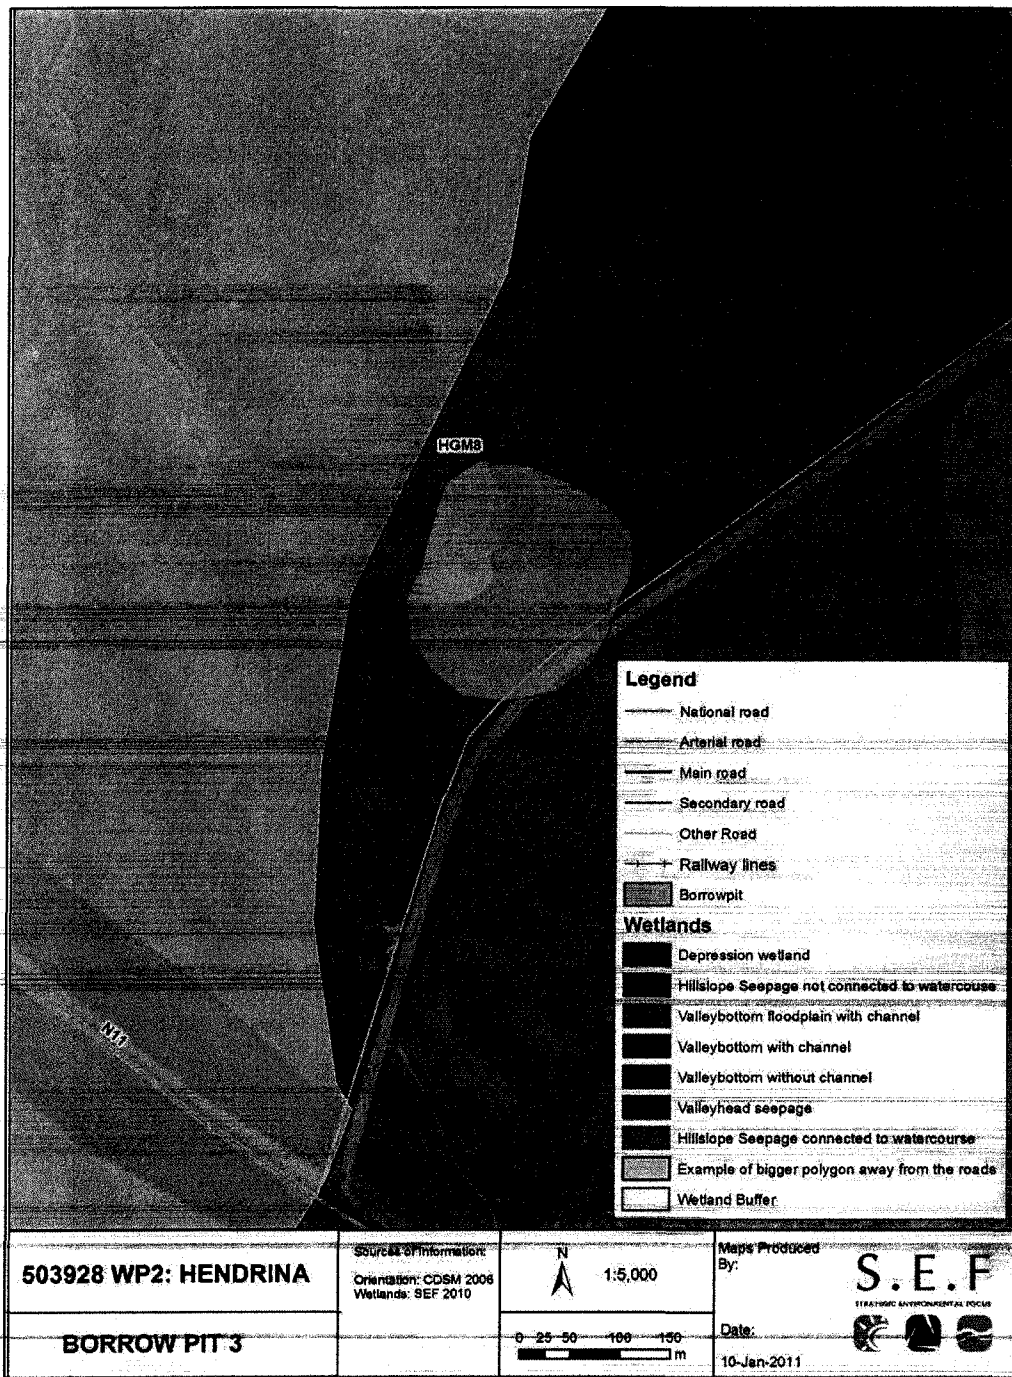 HGM8
N11
Legend
National road
Arterial road
Main road
Secondary road
Other Road
Railway lines
Borrowpit
Wetlands
Depression wetland
Hillslope Seepage not connected to watercouse
Valleybottom floodplain with channel
Valleybottom with channel
Valleybottom without channel
Valleyhead seepage
Hillslope Seepage connected to watercourse
Example of bigger polygon away from the roads
Wetland Buffer
503928 WP2: HENDRINA
BORROW PIT 3
Sources of Information:
Orientation: CDSM 2006
Wetlands: SEF 2010
N
1:5,000
0 25 50 100 150
m
Maps Produced
By:
S.E.F
STRATEGIC ENVIRONMENTAL FOCUS
Date:
10-Jan-2011